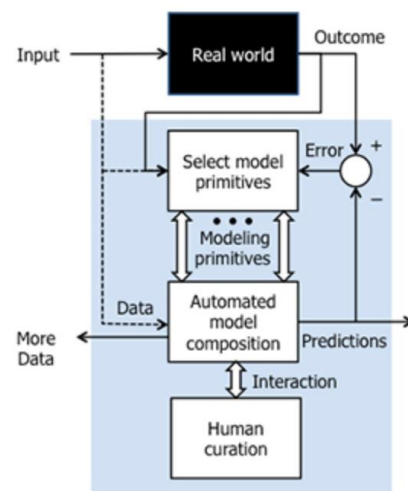 Input
Real world
Outcome
+
Error
Select model
primitives
−
• • •
Modeling
primitives
Data
Automated
model
composition
More
Data
Predictions
Interaction
Human
curation